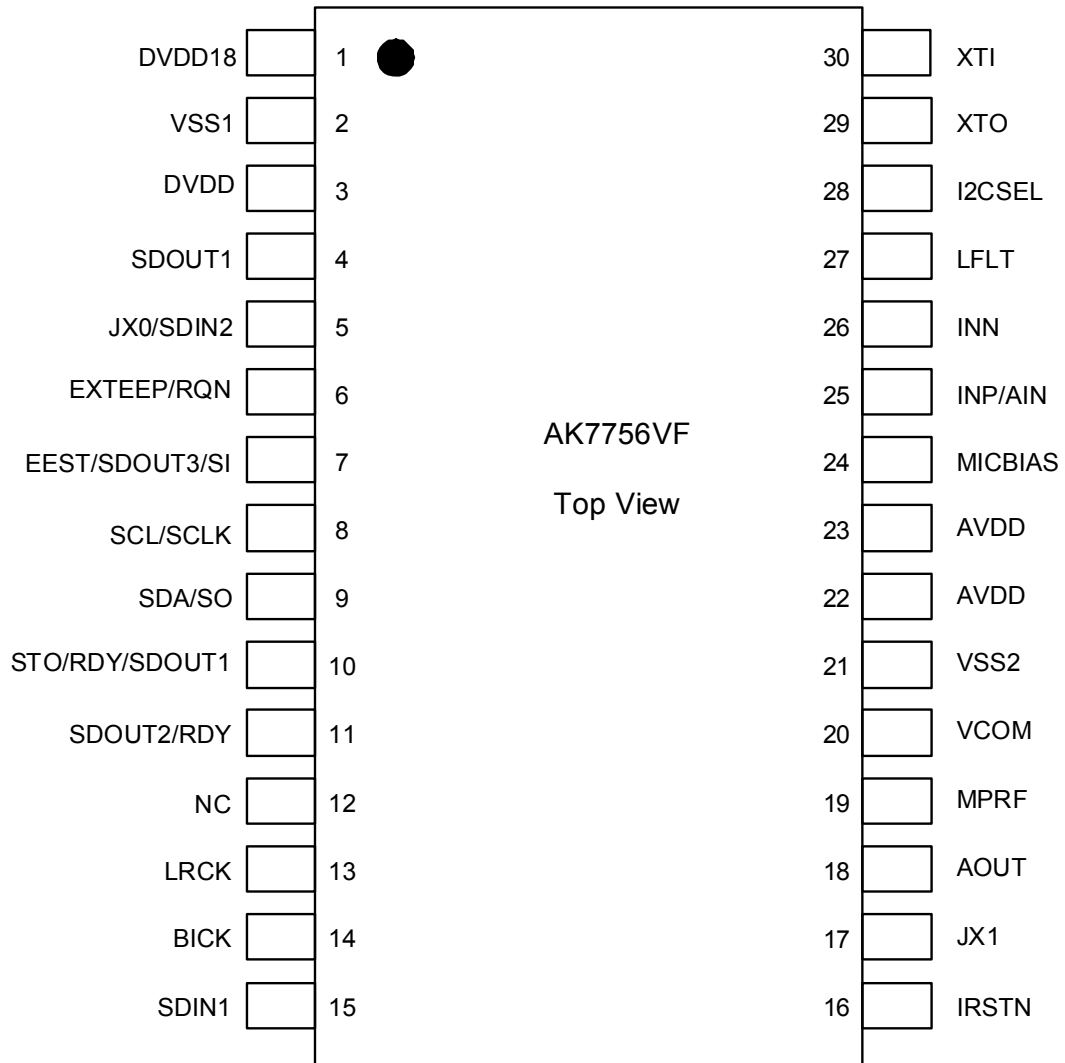 DVDD18 1 30 XTI
VSS1 2 29 XTO
DVDD 3 28 I2CSEL
SDOUT1 4 27 LFLT
JX0/SDIN2 5 26 INN
EXTEEP/RQN 6 25 INP/AIN
AK7756VF
EEST/SDOUT3/SI 7 24 MICBIAS
Top View
SCL/SCLK 8 23 AVDD
SDA/SO 9 22 AVDD
STO/RDY/SDOUT1 10 21 VSS2
SDOUT2/RDY 11 20 VCOM
NC 12 19 MPRF
LRCK 13 18 AOUT
BICK 14 17 JX1
SDIN1 15 16 IRSTN